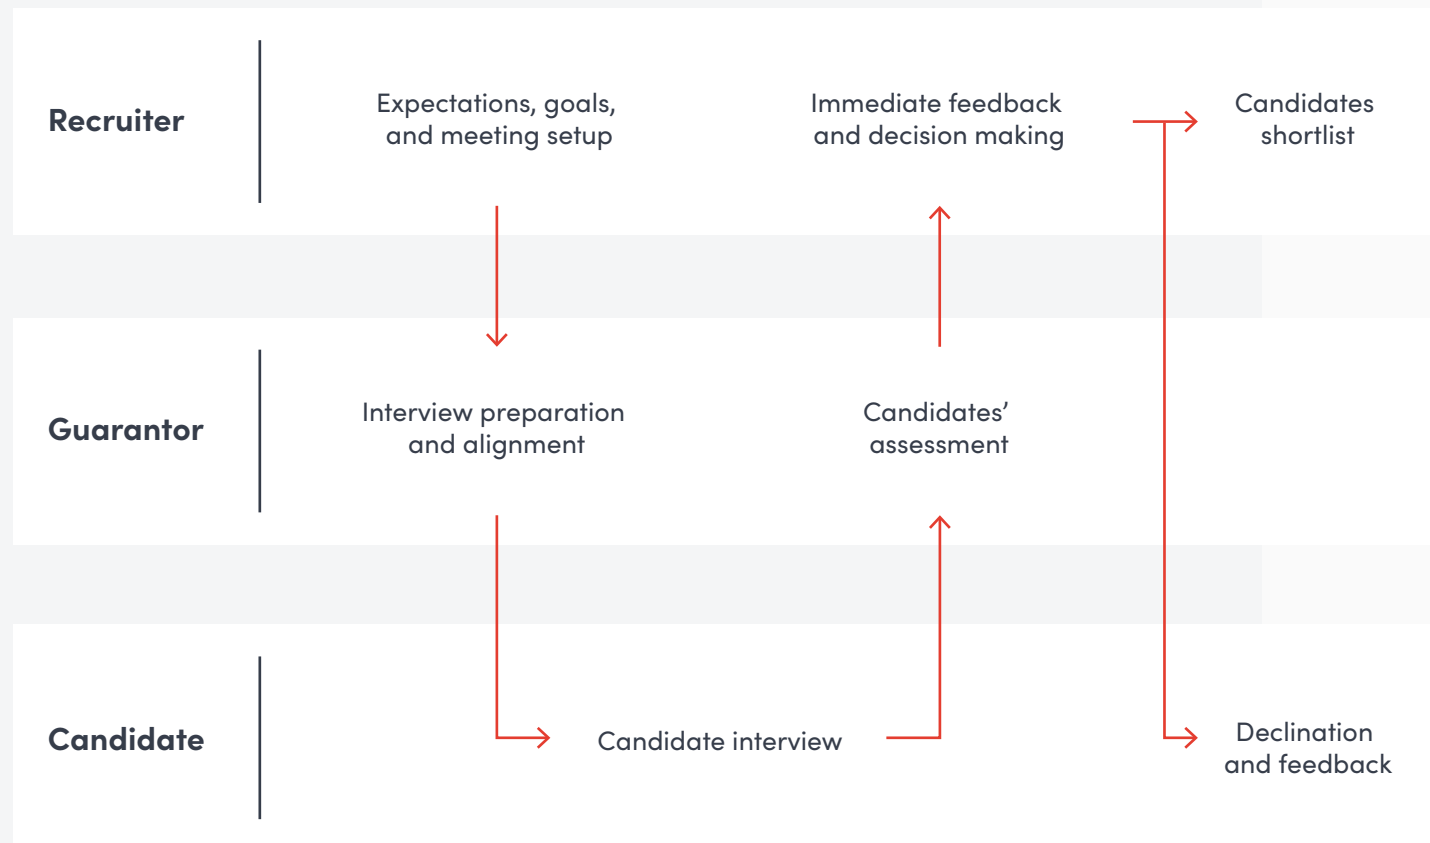 Recruiter
Expectations, goals,
and meeting setup
Immediate feedback
and decision making
Candidates
shortlist
Guarantor
Interview preparation
and alignment
Candidates’
assessment
Candidate
Candidate interview
Declination
and feedback